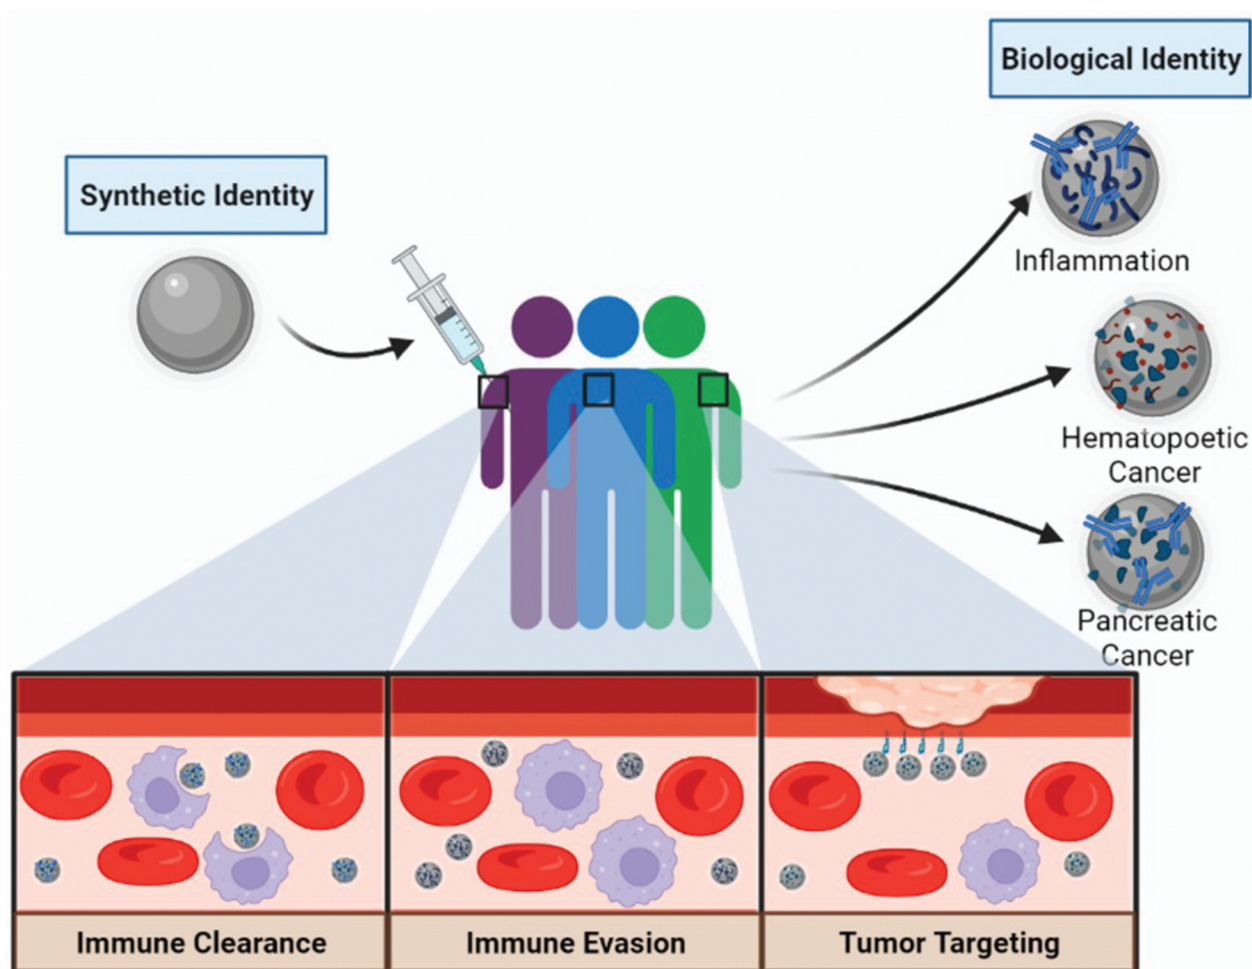 Biological Identity
Synthetic Identity
Inflammation
Hematopoetic
Cancer
Pancreatic
Cancer
Immune Clearance
Immune Evasion
Tumor Targeting